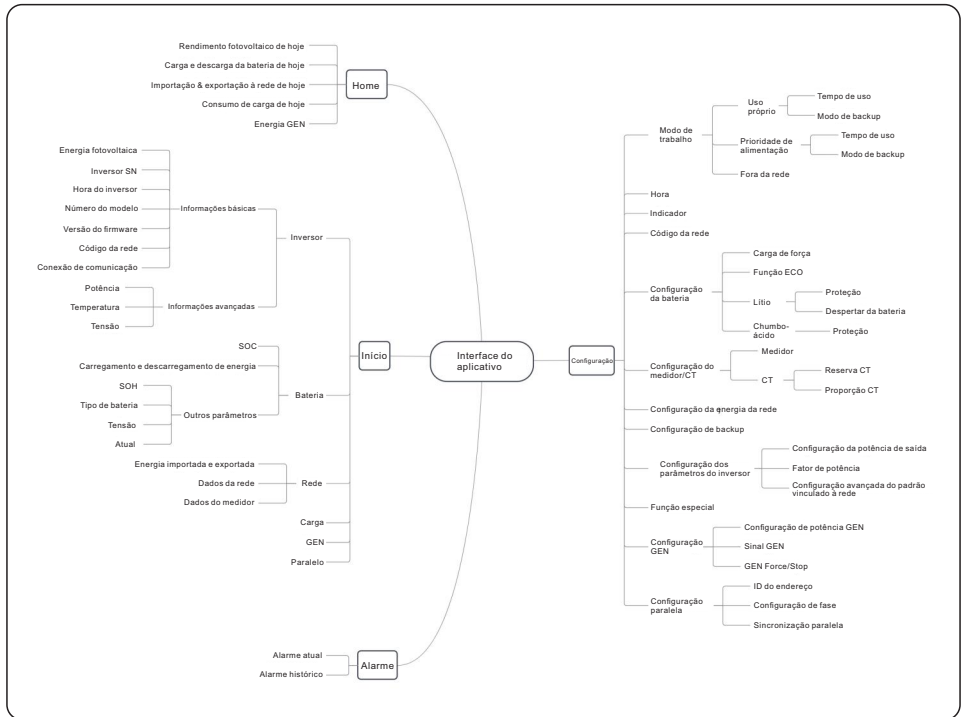 Rendimento fotovoltaico de hoje
Carga e descarga da bateria de hoje
Importação & exportação à rede de hoje
Consumo de carga de hoje
Energia GEN
Home
Energia fotovoltaica
Inversor SN
Hora do inversor
Número do modelo
Versão do firmware
Código da rede
Conexão de comunicação
Informações básicas
Potência
Temperatura
Tensão
Informações avançadas
Inversor
SOC
Carregamento e descarregamento de energia
SOH
Tipo de bateria
Tensão
Atual
Outros parâmetros
Bateria
Energia importada e exportada
Dados da rede
Dados do medidor
Rede
Carga
GEN
Paralelo
Início
Alarme atual
Alarme histórico
Alarme
Interface do
aplicativo
Configuração
Modo de
trabalho
Uso
próprio
Tempo de uso
Modo de backup
Prioridade de
alimentação
Tempo de uso
Modo de backup
Fora da rede
Hora
Indicador
Código da rede
Configuração
da bateria
Carga de força
Função ECO
Lítio
Proteção
Despertar da bateria
Chumbo-
ácido
Proteção
Configuração do
medidor/CT
Medidor
CT
Reserva CT
Proporção CT
Configuração da energia da rede
Configuração de backup
Configuração dos
parâmetros do inversor
Configuração da potência de saída
Fator de potência
Configuração avançada do padrão
vinculado à rede
Função especial
Configuração
GEN
Configuração de potência GEN
Sinal GEN
GEN Force/Stop
Configuração
paralela
ID do endereço
Configuração de fase
Sincronização paralela